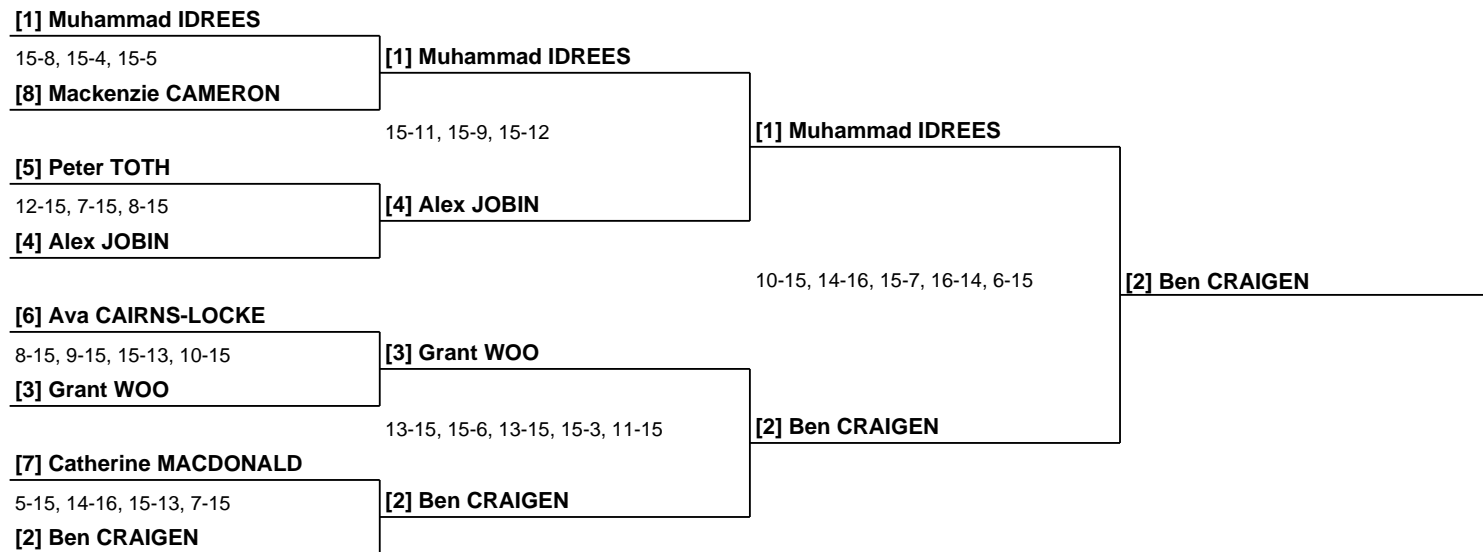 [1] Muhammad IDREES
15-8, 15-4, 15-5
[1] Muhammad IDREES
[8] Mackenzie CAMERON
15-11, 15-9, 15-12
[1] Muhammad IDREES
[5] Peter TOTH
12-15, 7-15, 8-15
[4] Alex JOBIN
[4] Alex JOBIN
10-15, 14-16, 15-7, 16-14, 6-15
[2] Ben CRAIGEN
[6] Ava CAIRNS-LOCKE
8-15, 9-15, 15-13, 10-15
[3] Grant WOO
[3] Grant WOO
13-15, 15-6, 13-15, 15-3, 11-15
[2] Ben CRAIGEN
[7] Catherine MACDONALD
5-15, 14-16, 15-13, 7-15
[2] Ben CRAIGEN
[2] Ben CRAIGEN